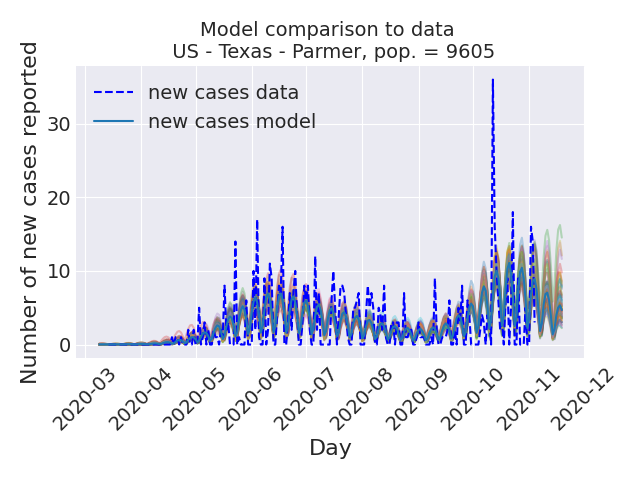 Model comparison to data
US - Texas - Parmer, pop. = 9605
Number of new cases reported
30
20
10
0
new cases data
new cases model
2020-03
2020-04
2020-05
2020-06
2020-07
2020-08
2020-09
2020-10
2020-11
2020-12
Day